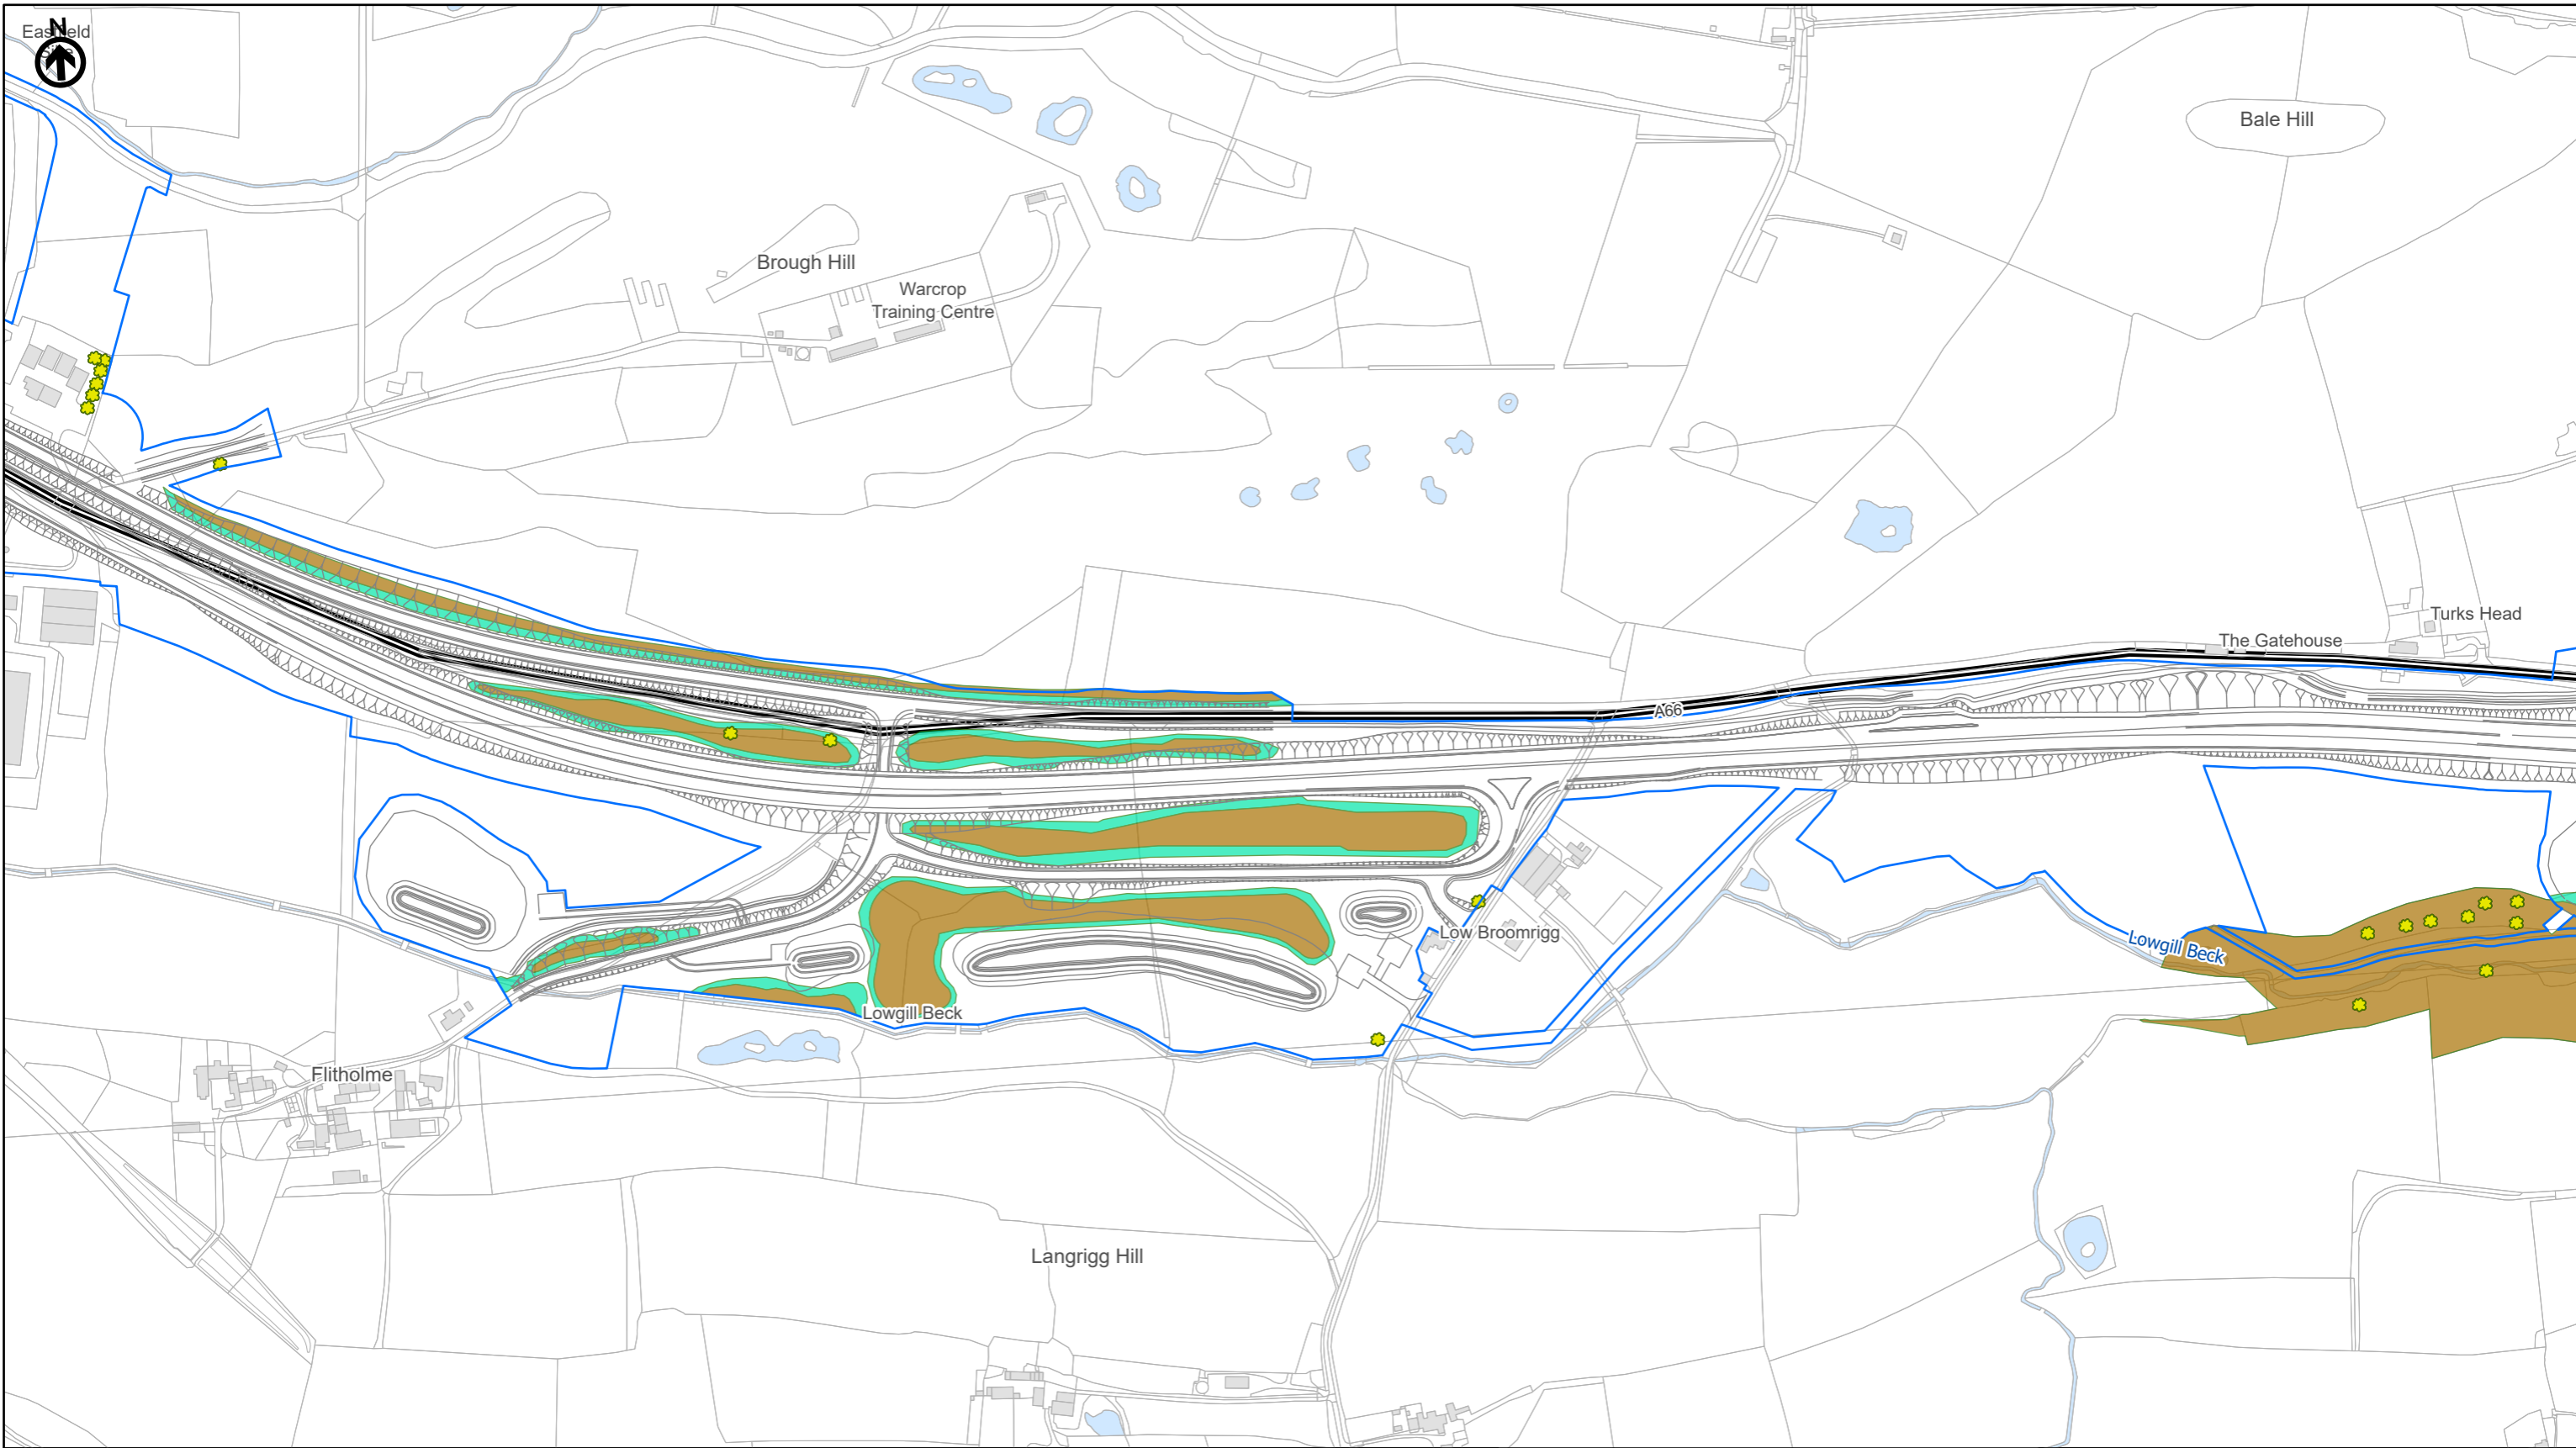 N
Eastfield
Bale Hill
Brough Hill
Warcrop
Training Centre
Turks Head
The Gatehouse
A66
Low Broomrigg
Lowgill Beck
Lowgill Beck
Flitholme
Langrigg Hill